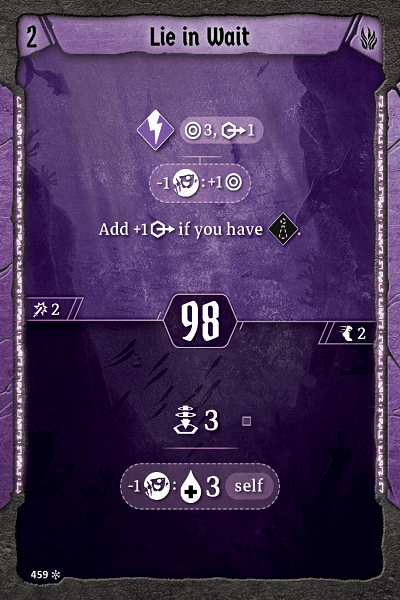 2 Lie in Wait
3, 1
-1 : +1
Add +1 if you have .
2
98
2
3
-1 : 3 self
459